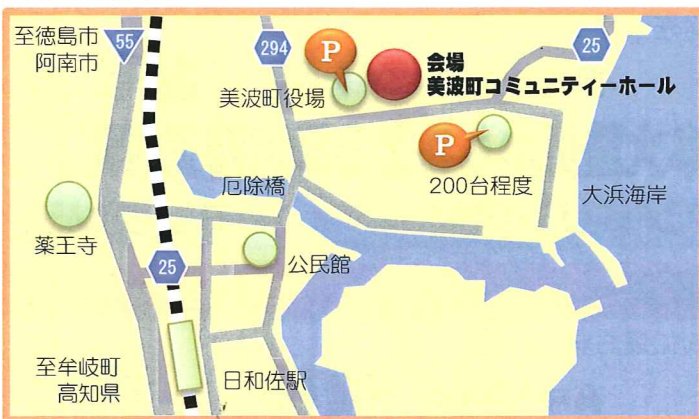 至徳島市
阿南市
55
294
P
会場
美波町コミュニティーホール
25
美波町役場
P
200台程度
厄除橋
大浜海岸
薬王寺
25
公民館
至牟岐町
高知県
日和佐駅